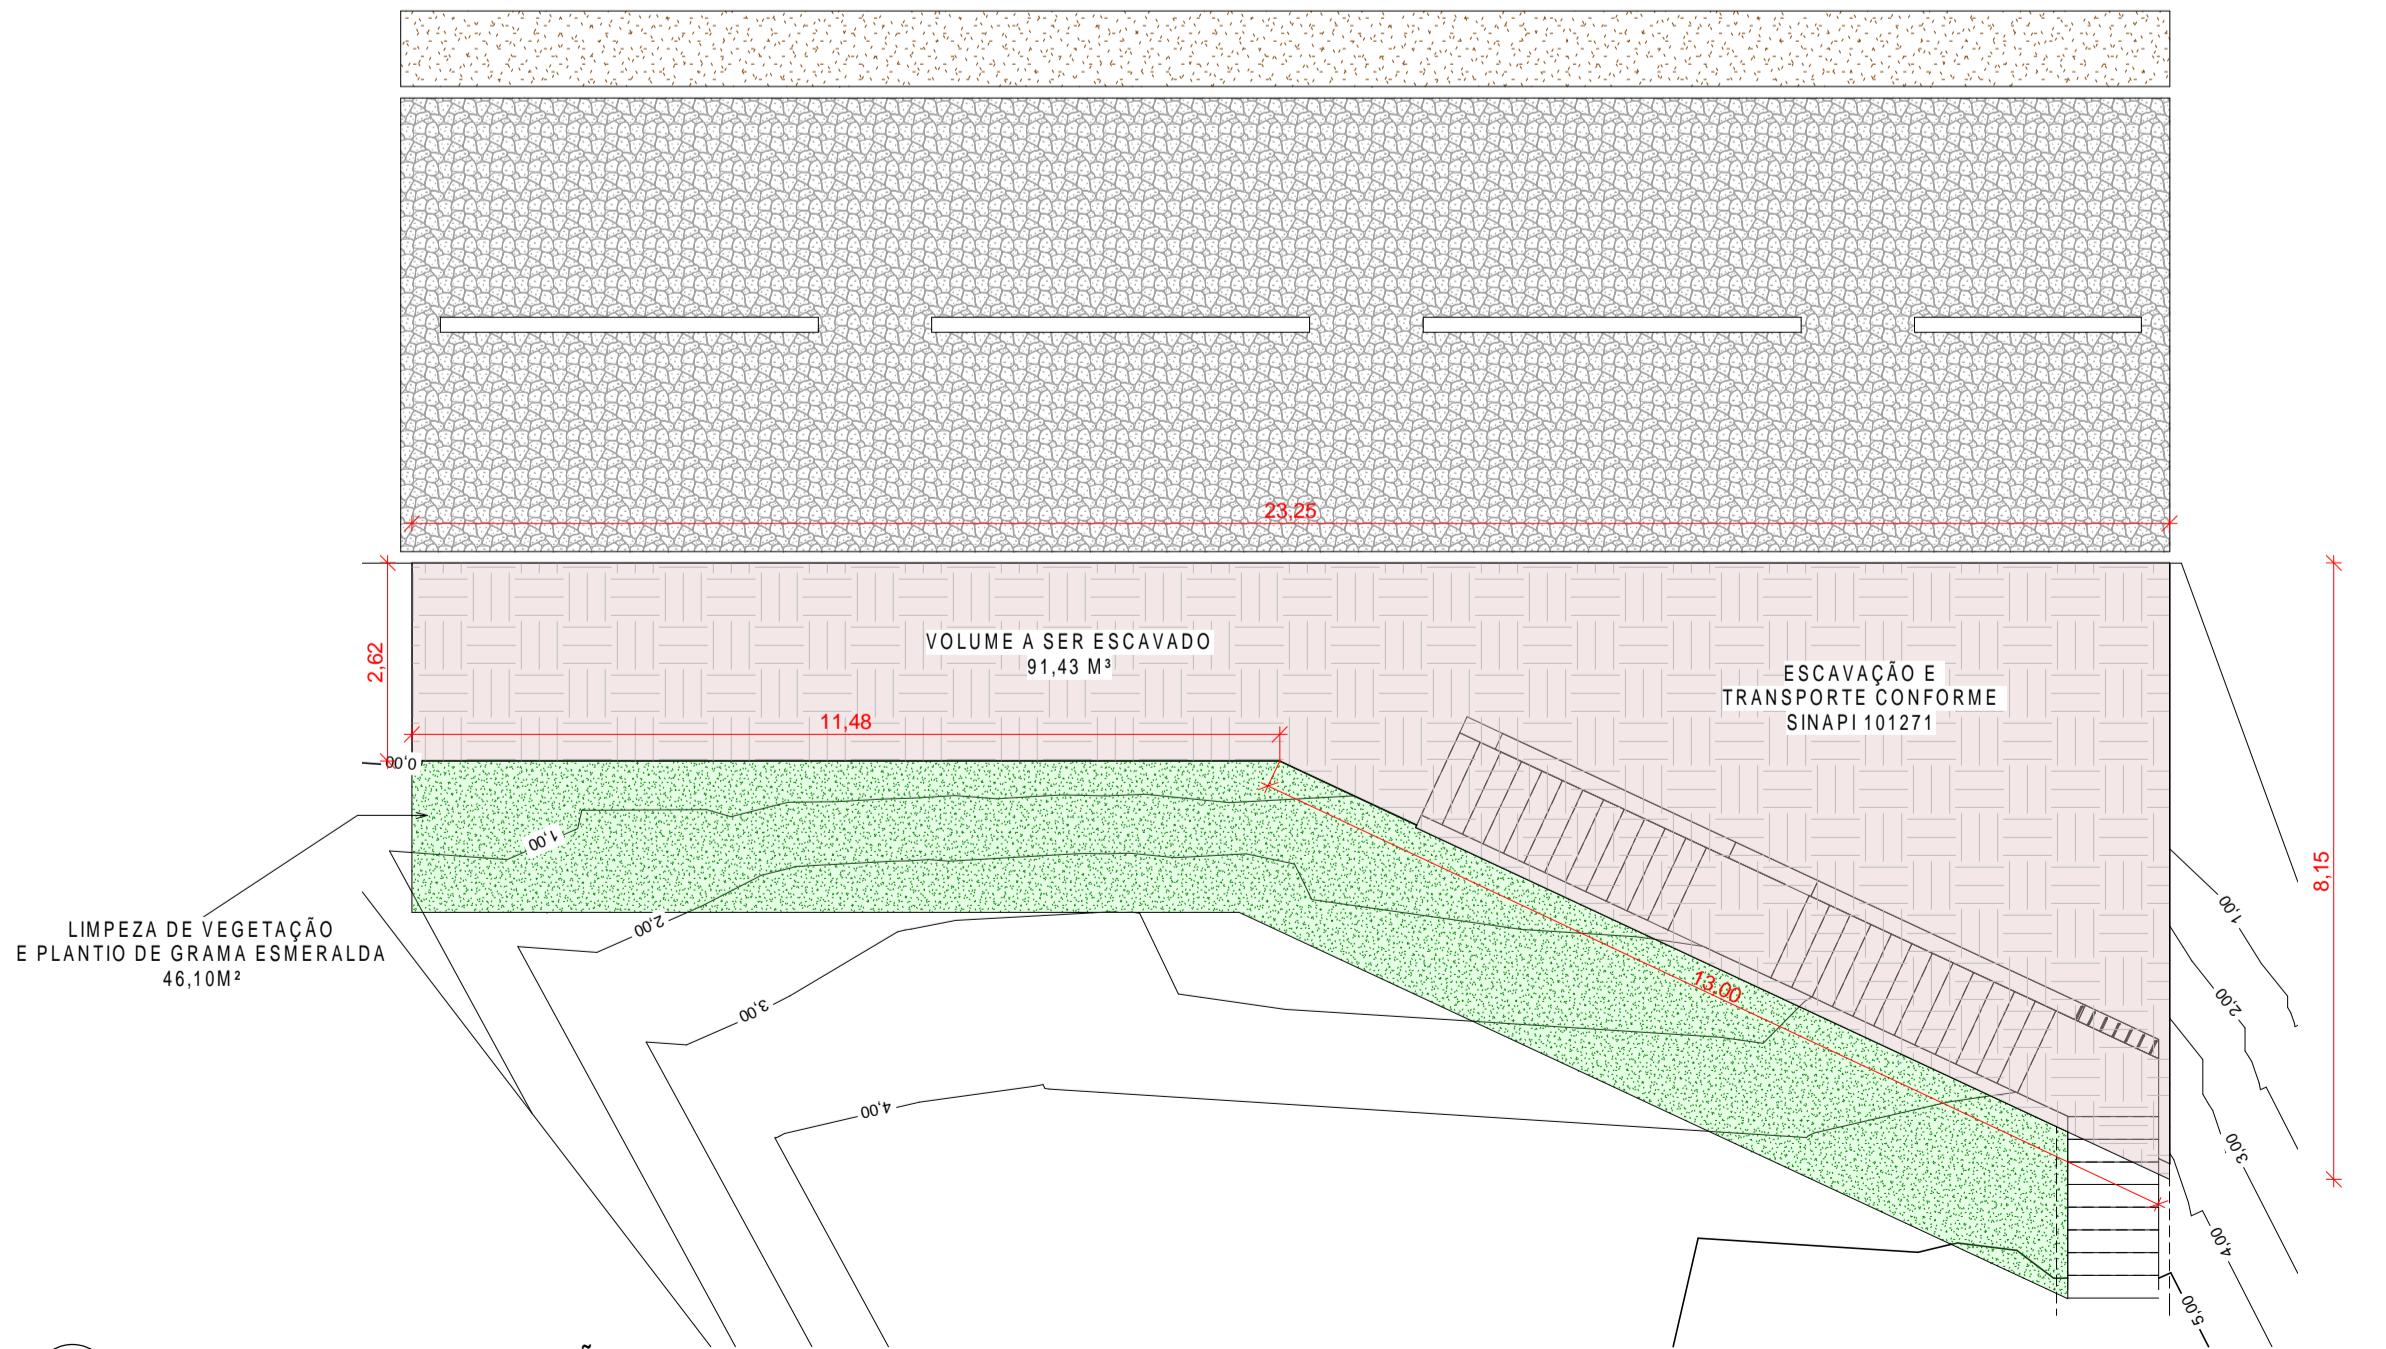 23,25
2,62
VOLUME A SER ESCAVADO
91,43 M³
ESCAVAÇÃO E
TRANSPORTE CONFORME
SINAPI 101271
11,48
0,00
1,00
8,15
LIMPEZA DE VEGETAÇÃO
E PLANTIO DE GRAMA ESMERALDA
46,10M²
2,00
1,00
13,00
3,00
2,00
4,00
3,00
4,00
5,00